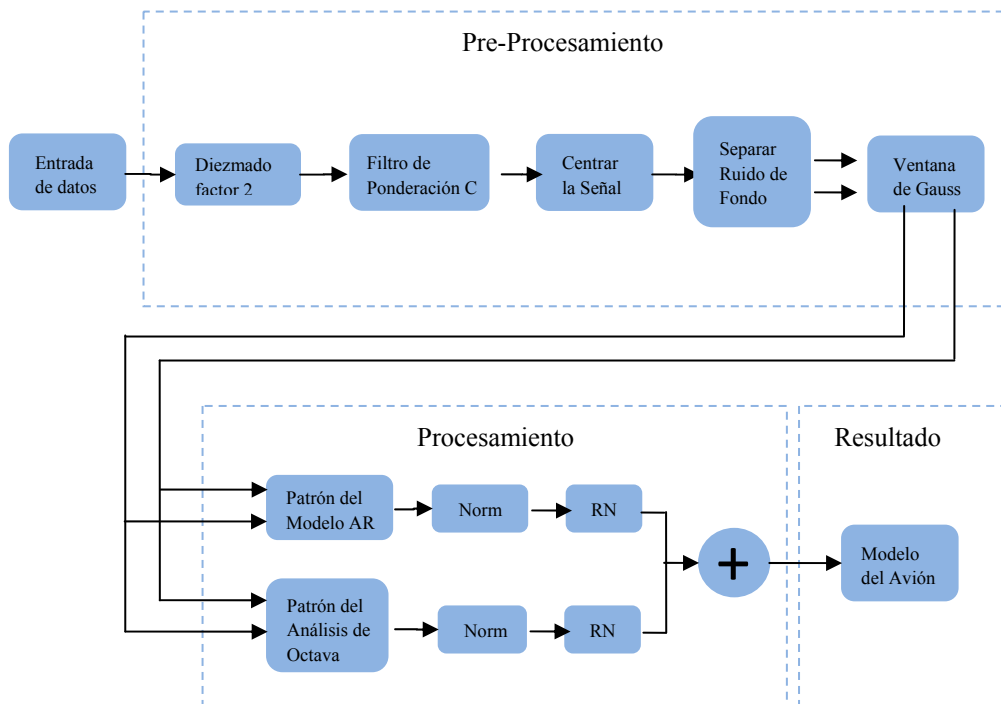 Pre-Procesamiento
Entrada
de datos
Diezmado
factor 2
Filtro de
Ponderación C
Centrar
la Señal
Separar
Ruido de
Fondo
Ventana
de Gauss
Procesamiento
Resultado
Patrón del
Modelo AR
Norm
RN
+
Modelo
del Avión
Patrón del
Análisis de
Octava
Norm
RN